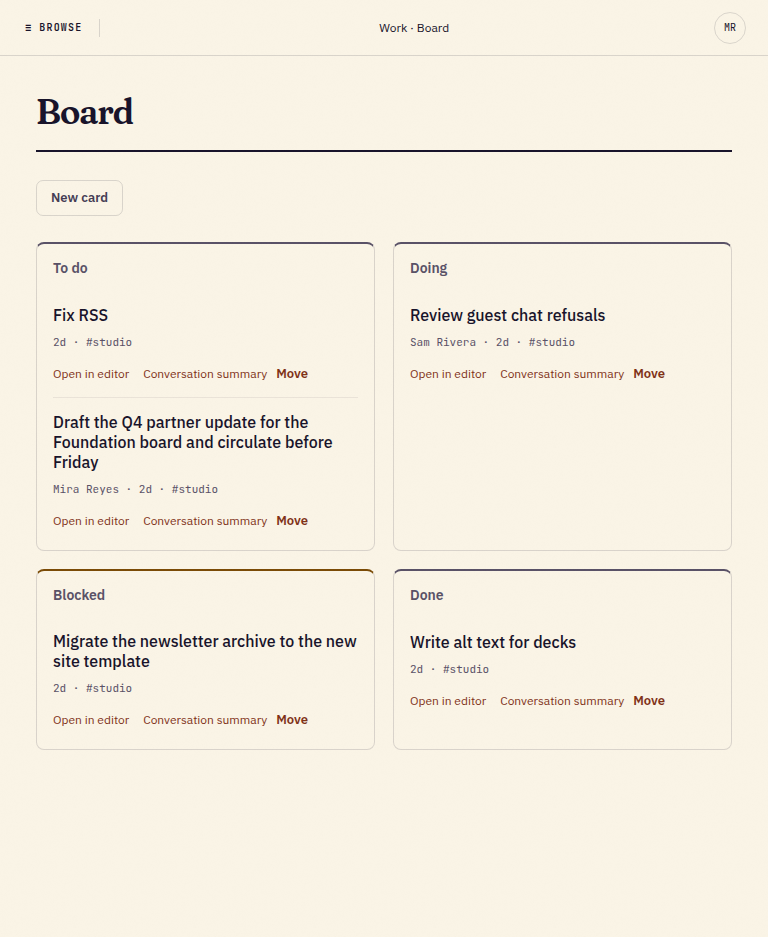 ≡ BROWSE
Work · Board
MR
Board
New card
To do
Fix RSS
2d · #studio
Open in editor Conversation summary Move
Draft the Q4 partner update for the
Foundation board and circulate before
Friday
Mira Reyes · 2d · #studio
Open in editor Conversation summary Move
Doing
Review guest chat refusals
Sam Rivera · 2d · #studio
Open in editor Conversation summary Move
Blocked
Migrate the newsletter archive to the new
site template
2d · #studio
Open in editor Conversation summary Move
Done
Write alt text for decks
2d · #studio
Open in editor Conversation summary Move